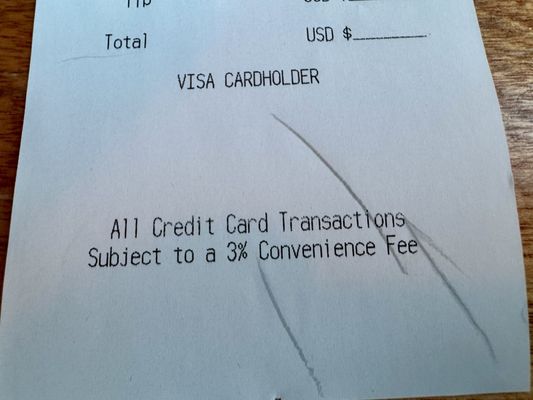 Total USD $
VISA CARDHOLDER
All Credit Card Transactions
Subject to a 3% Convenience Fee